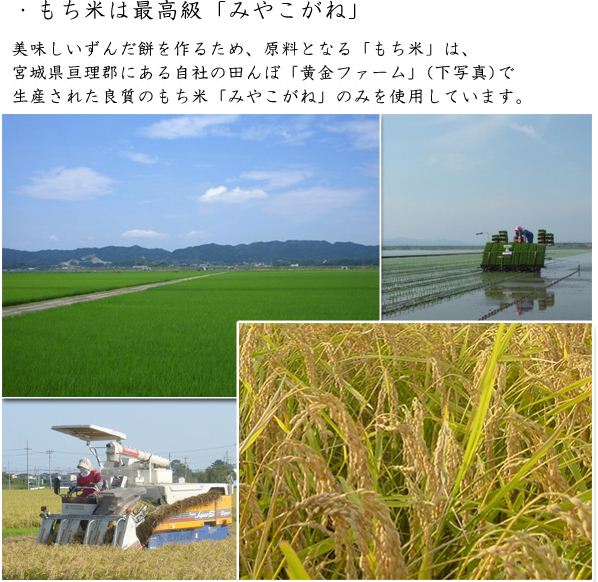 ・もち米は最高級「みやこがね」
美味しいずんだ餅を作るため、原料となる「もち米」は、
宮城県亘理郡にある自社の田んぼ「黄金ファーム」(下写真)で
生産された良質のもち米「みやこがね」のみを使用しています。